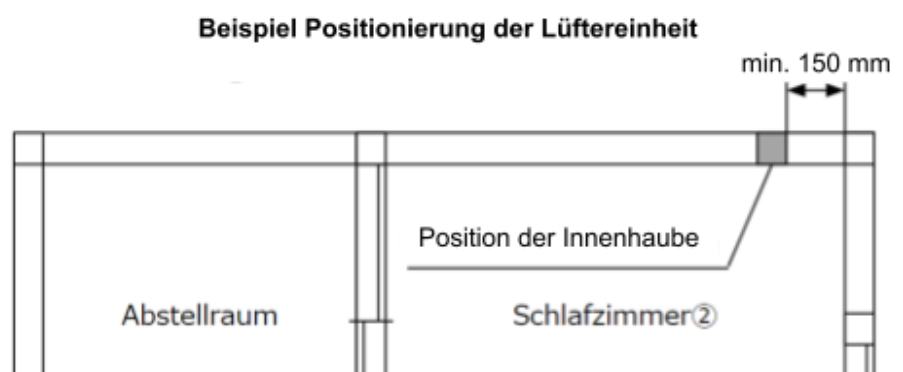 Beispiel Positionierung der Lüftereinheit
min. 150 mm
Position der Innenhaube
Abstellraum
Schlafzimmer②